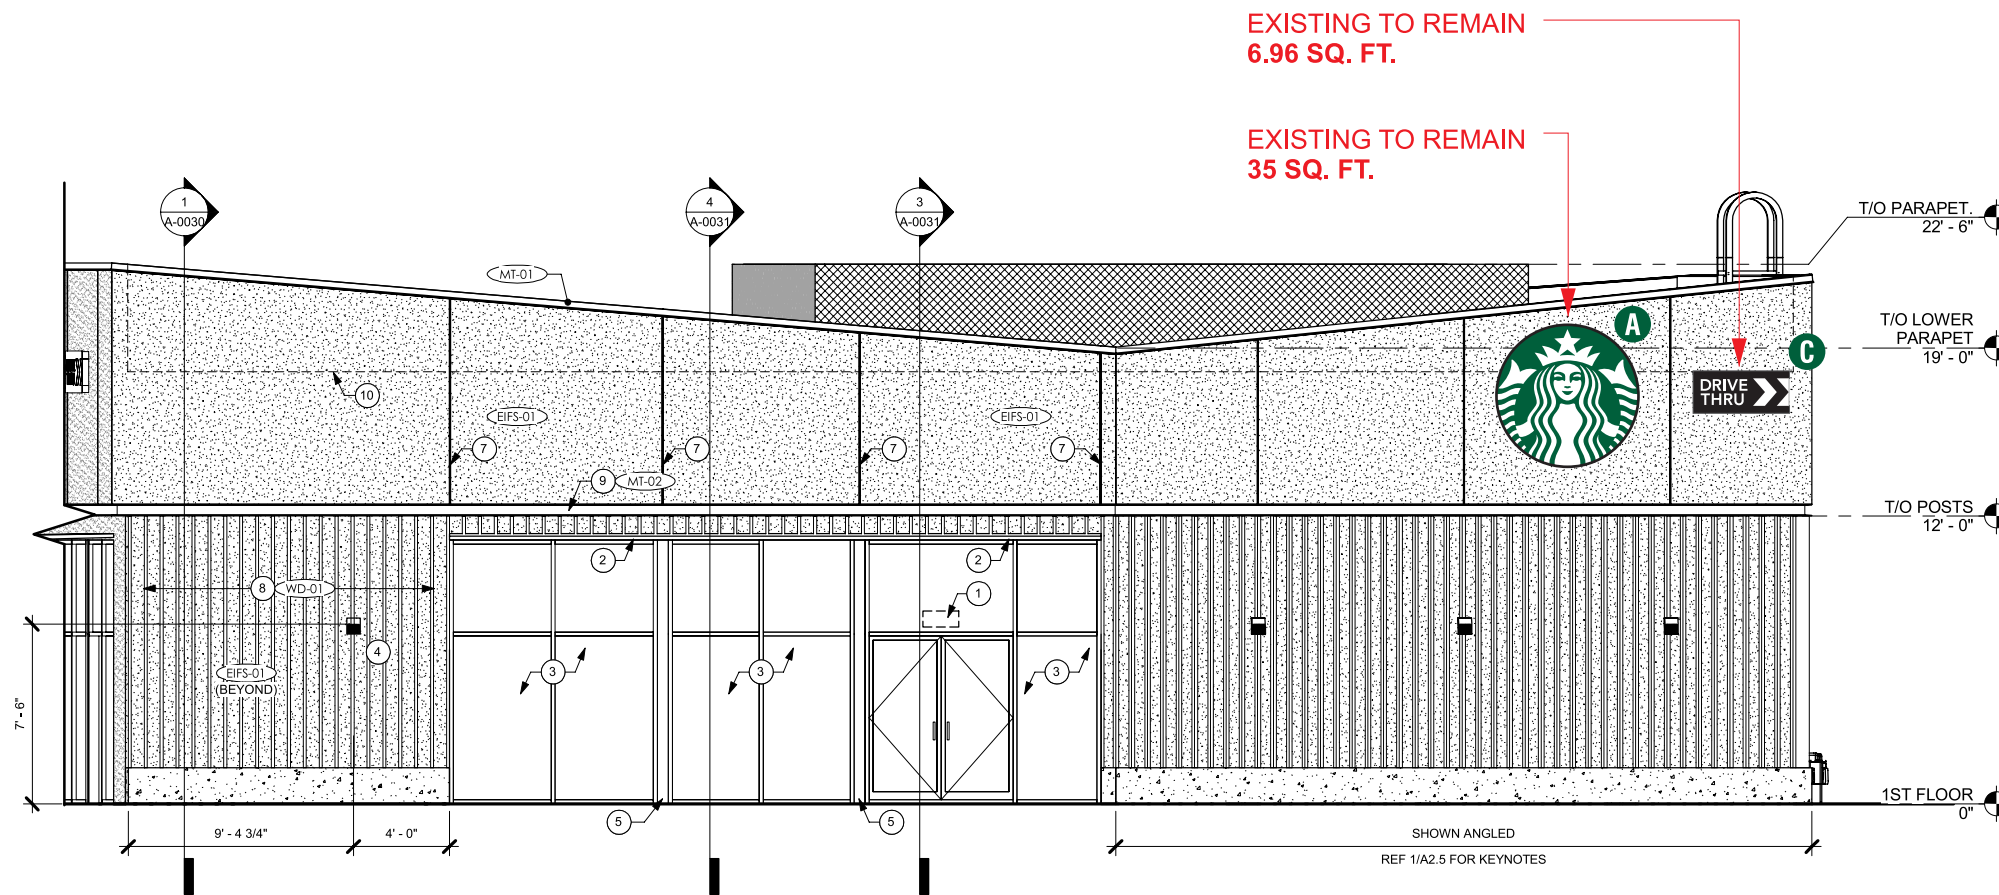 EXISTING TO REMAIN
6.96 SQ. FT.
EXISTING TO REMAIN
35 SQ. FT.
1
A-0030
4
A-0031
3
A-0031
T/O PARAPET.
22' - 6"
MT-01
A
T/O LOWER
PARAPET
19' - 0"
C
DRIVE
THRU
10
EIFS-01
EIFS-01
7
7
7
7
9
MT-02
T/O POSTS
12' - 0"
2
2
8
WD-01
1
4
EIFS-01
(BEYOND)
3
3
3
7' - 6"
1ST FLOOR
0"
5
5
9' - 4 3/4"
4' - 0"
SHOWN ANGLED
REF 1/A2.5 FOR KEYNOTES